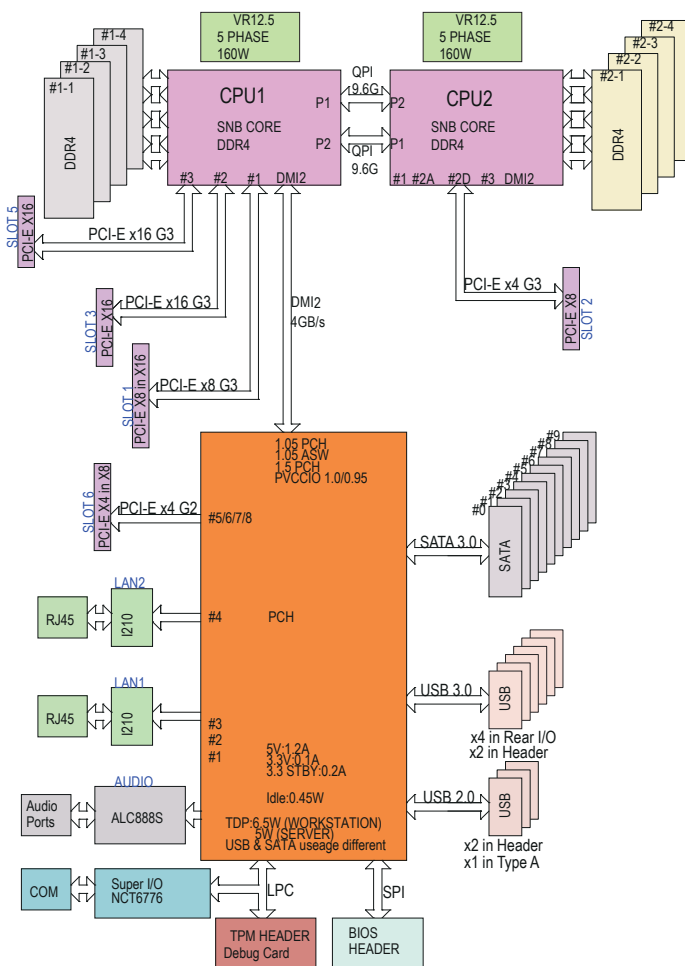 VR12.5
5 PHASE
160W
VR12.5
5 PHASE
160W
#1-4
#1-3
#1-2
#1-1
DDR4
CPU1
SNB CORE
DDR4
P1
P2
#3 #2 #1 DMI2
QPI
9.6G
QPI
9.6G
CPU2
P2
P1
SNB CORE
DDR4
#1 #2A #2D #3 DMI2
#2-4
#2-3
#2-2
#2-1
DDR4
SLOT 5
PCI-E X16
PCI-E x16 G3
SLOT 3
PCI-E X16
PCI-E x16 G3
SLOT 1
PCI-E X8 in X16
PCI-E x8 G3
DMI2
4GB/s
PCI-E x4 G3
PCI-E X8
SLOT 2
1.05 PCH
1.05 ASW
1.5 PCH
PVCCIO 1.0/0.95
SLOT 6
PCI-E X4 in X8
PCI-E x4 G2
#5/6/7/8
#9
#8
#7
#6
#5
#4
#3
#2
#1
#0
SATA
SATA 3.0
LAN2
RJ45
I210
#4
PCH
LAN1
RJ45
I210
#3
#2
#1
USB 3.0
USB
x4 in Rear I/O
x2 in Header
5V:1.2A
3.3V:0.1A
3.3 STBY:0.2A
Idle:0.45W
TDP:6.5W (WORKSTATION)
5W (SERVER)
USB & SATA useage different
USB 2.0
USB
x2 in Header
x1 in Type A
AUDIO
Audio
Ports
ALC888S
COM
Super I/O
NCT6776
LPC
SPI
TPM HEADER
Debug Card
BIOS
HEADER